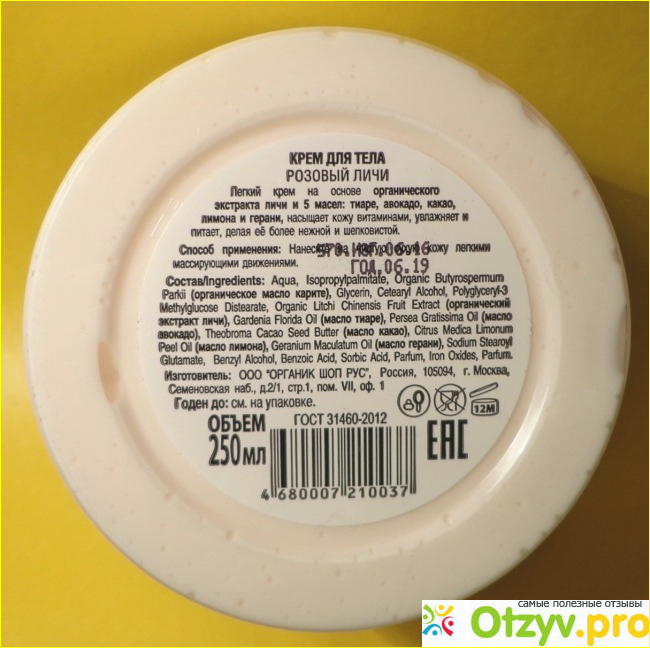 КРЕМ ДЛЯ ТЕЛА
РОЗОВЫЙ ЛИЧИ
Легкий крем на основе органического
экстракта личи и 5 масел: тиаре, авокадо, какао,
лимона и герани, насыщает кожу витаминами, увлажняет и
питает, делая её более нежной и шелковистой.
Способ применения: Нанесите на кожу легкими
массирующими движениями.
ГОД.06.19
Состав/Ingredients: Aqua, Isopropylpalmitate, Organic Butyrospermum
Parkii (органическое масло карите), Glycerin, Cetearyl Alcohol, Polyglyceryl-3
Methylglucose Distearate, Organic Litchi Chinensis Fruit Extract (органический
экстракт личи), Gardenia Florida Oil (масло тиаре), Persea Gratissima Oil (масло
авокадо), Theobroma Cacao Seed Butter (масло какао), Citrus Medica Limonum
Peel Oil (масло лимона), Geranium Maculatum Oil (масло герани), Sodium Stearoyl
Glutamate, Benzyl Alcohol, Benzoic Acid, Sorbic Acid, Parfum, Iron Oxides, Parfum.
Изготовитель: ООО "ОРГАНИК ШОП РУС", Россия, 105094, г. Москва,
Семеновская наб., д.2/1, стр.1, пом. VII, оф. 1
Годен до: см. на упаковке.
12M
ОБЪЕМ
250мл
ГОСТ 31460-2012
EAC
4 680007 210037
самые полезные отзывы
Otzyv.pro